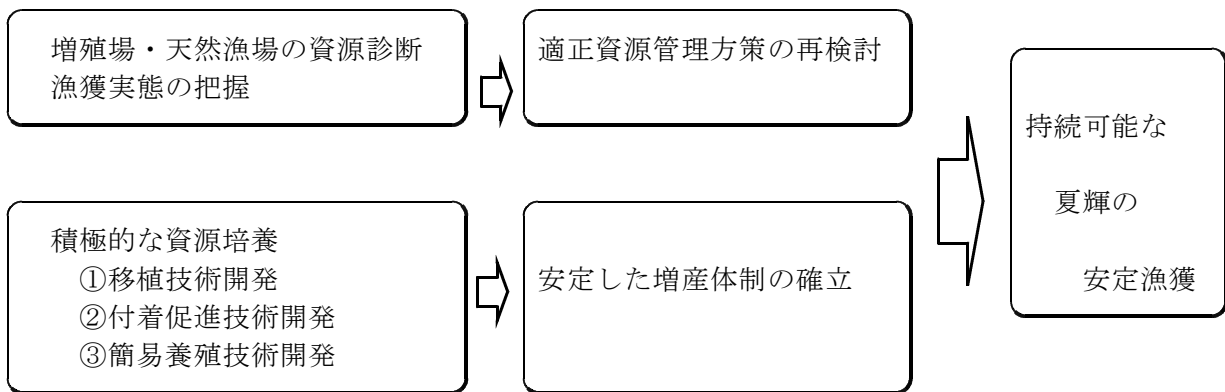 増殖場・天然漁場の資源診断
漁獲実態の把握
適正資源管理方策の再検討
積極的な資源培養
①移植技術開発
②付着促進技術開発
③簡易養殖技術開発
安定した増産体制の確立
持続可能な
夏輝の
安定漁獲